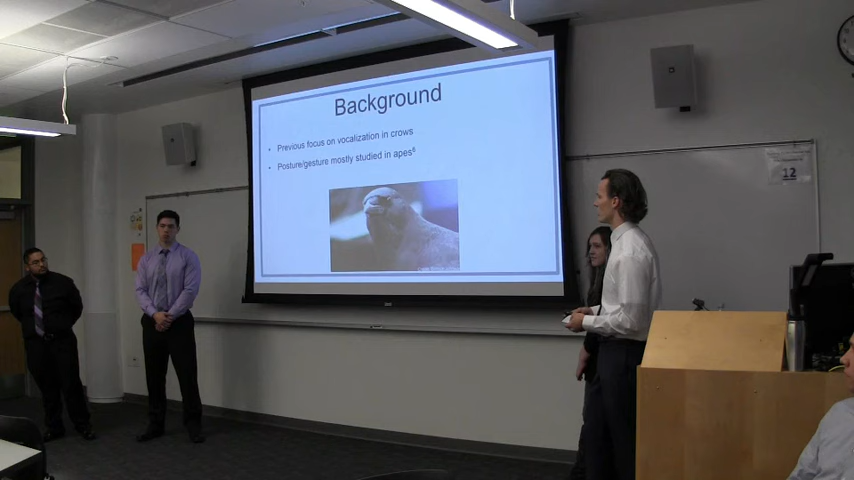 Background
• Previous focus on vocalization in crows
• Posture/gesture mostly studied in apes⁶
12